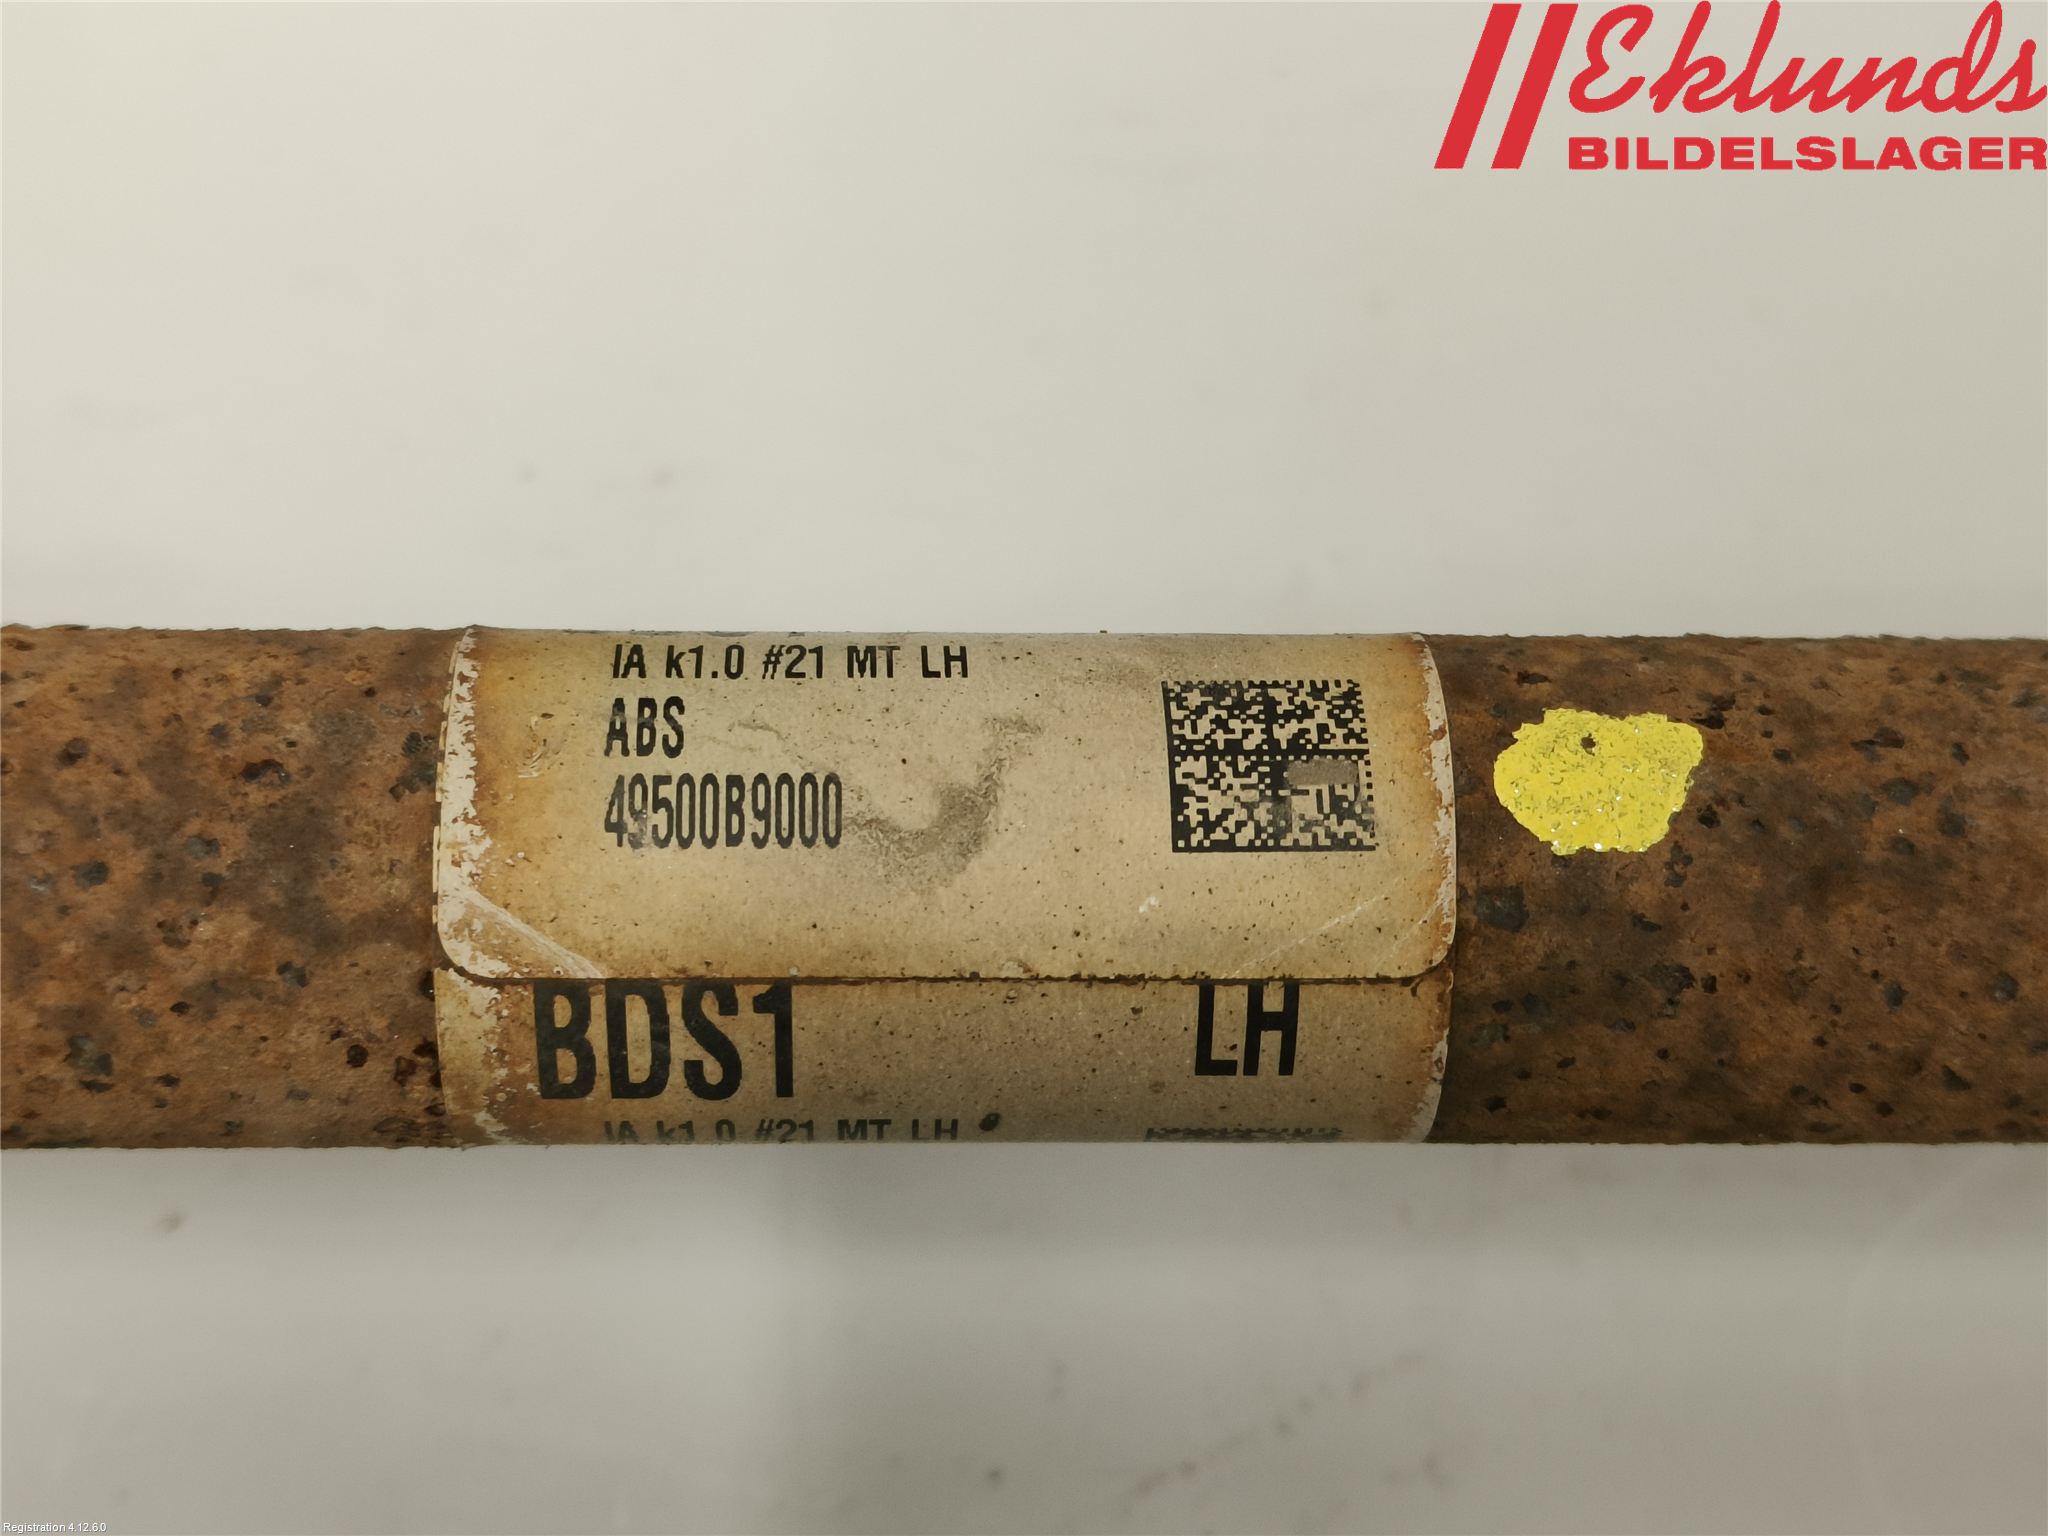 Eklunds
BILDELSLAGER
IA k1.0 #21 MT LH
ABS
49500B9000
BDS1 LH
IA k1.0 #21 MT LH
Registration 4.12.6.0